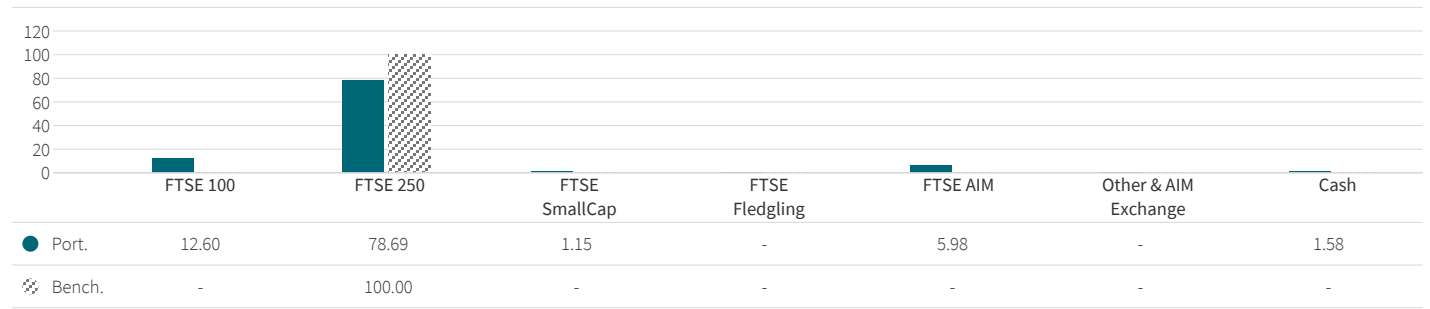 120
100
80
60
40
20
0
FTSE 100 FTSE 250 FTSE FTSE FTSE AIM Other & AIM Cash
SmallCap Fledgling Exchange
Port. 12.60 78.69 1.15 - 5.98 - 1.58
Bench. - 100.00 - - - - -